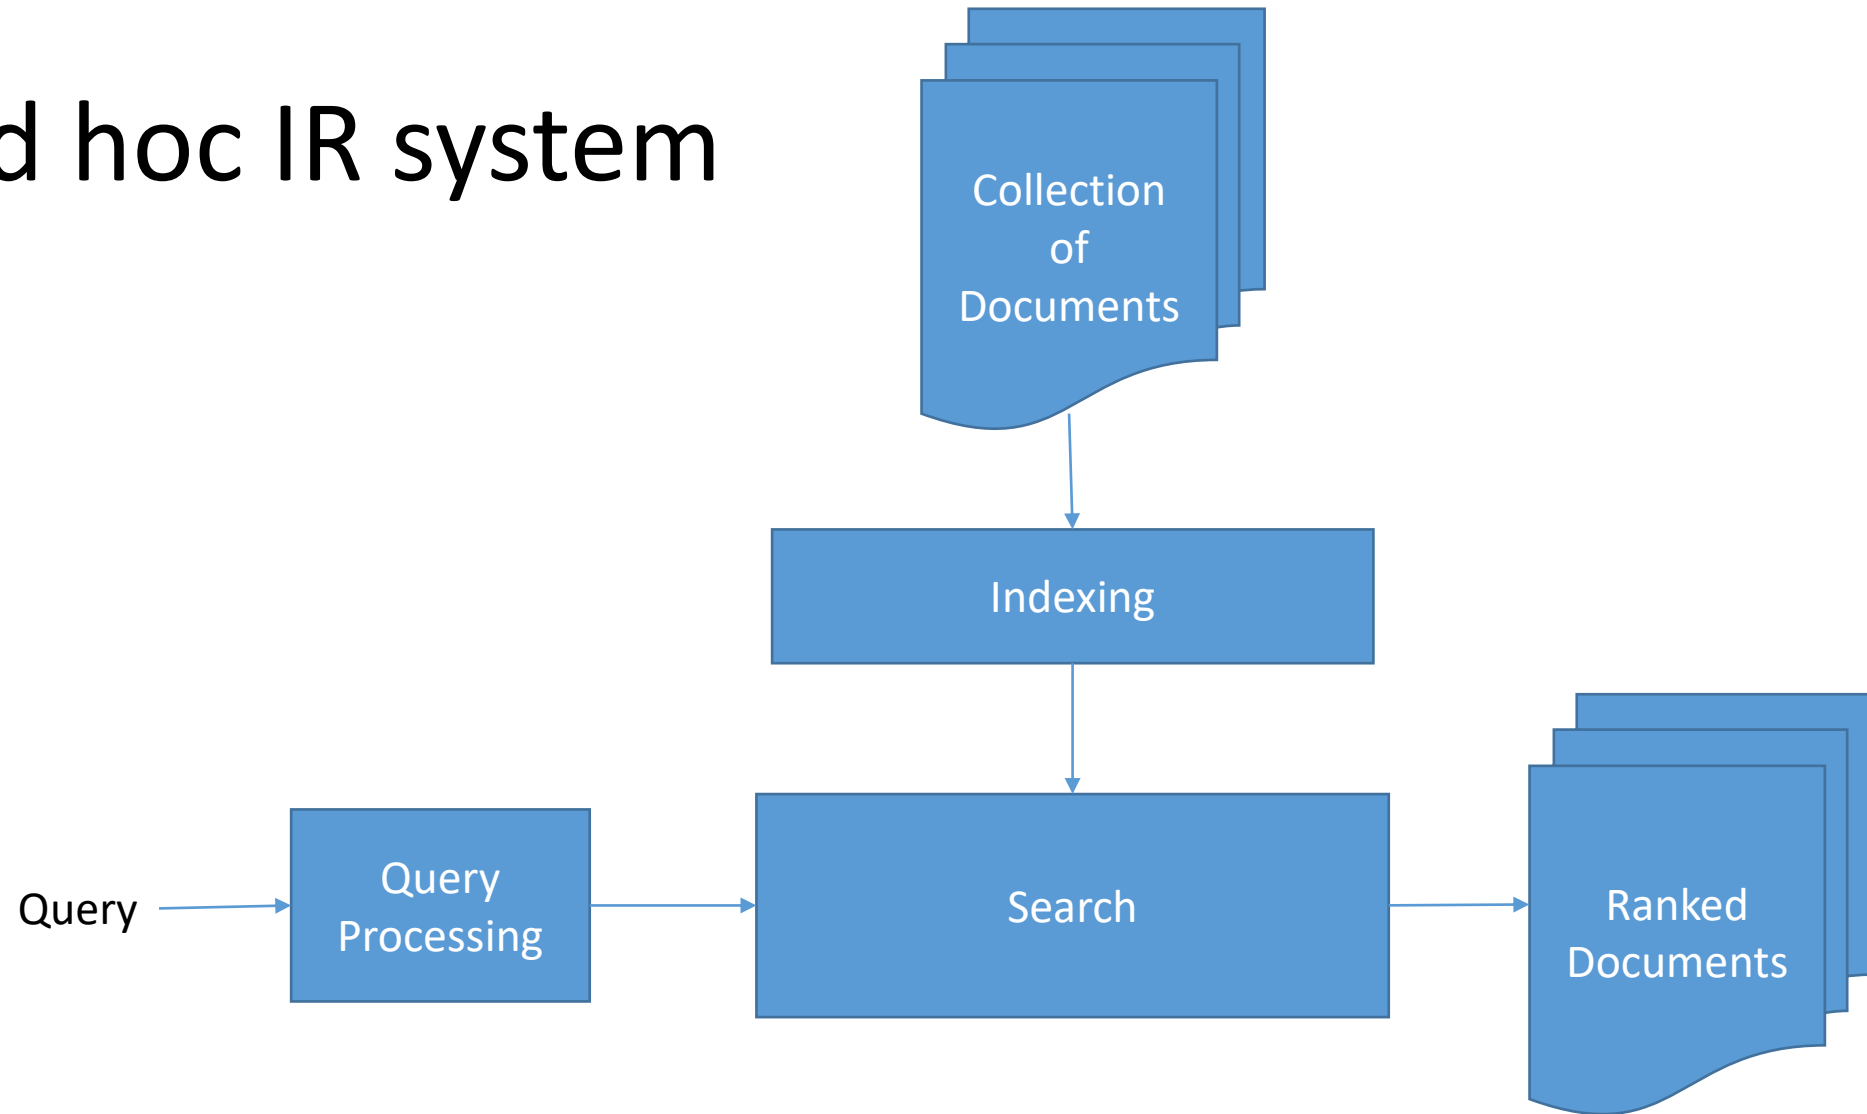 d hoc IR system
Collection
of
Documents
Indexing
Query
Query
Processing
Search
Ranked
Documents